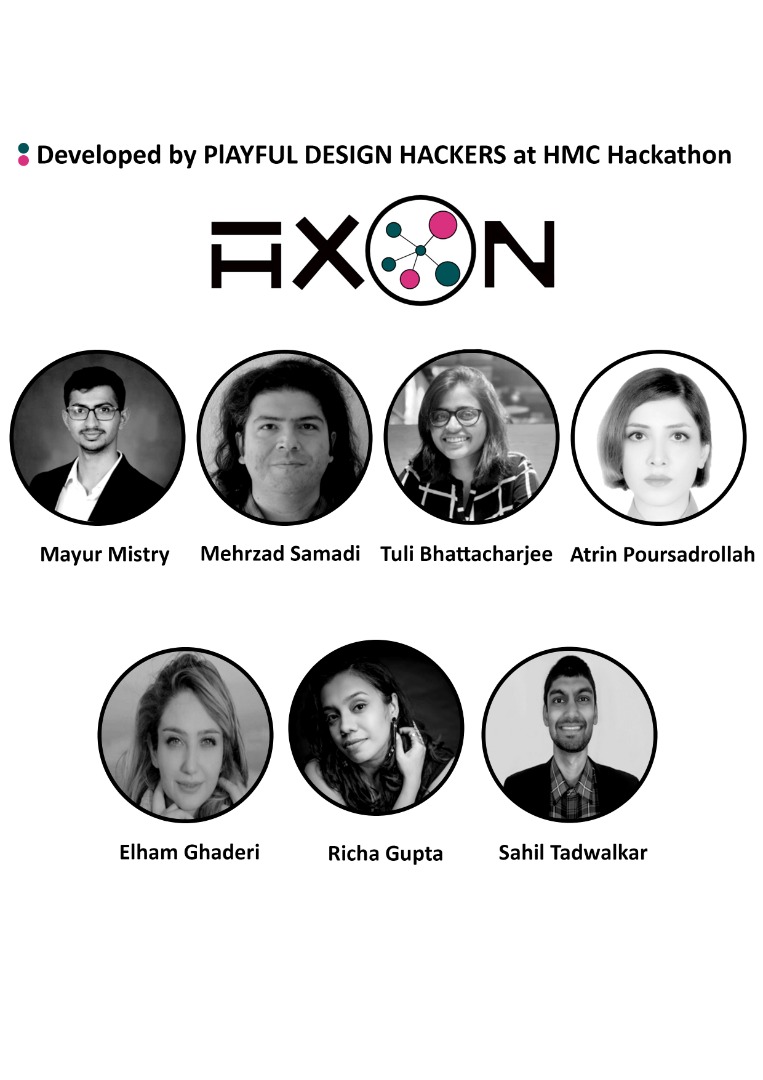 Developed by PlAYFUL DESIGN HACKERS at HMC Hackathon
AXON
Mayur Mistry Mehrzad Samadi Tuli Bhattacharjee Atrin Poursadrollah
Elham Ghaderi Richa Gupta Sahil Tadwalkar